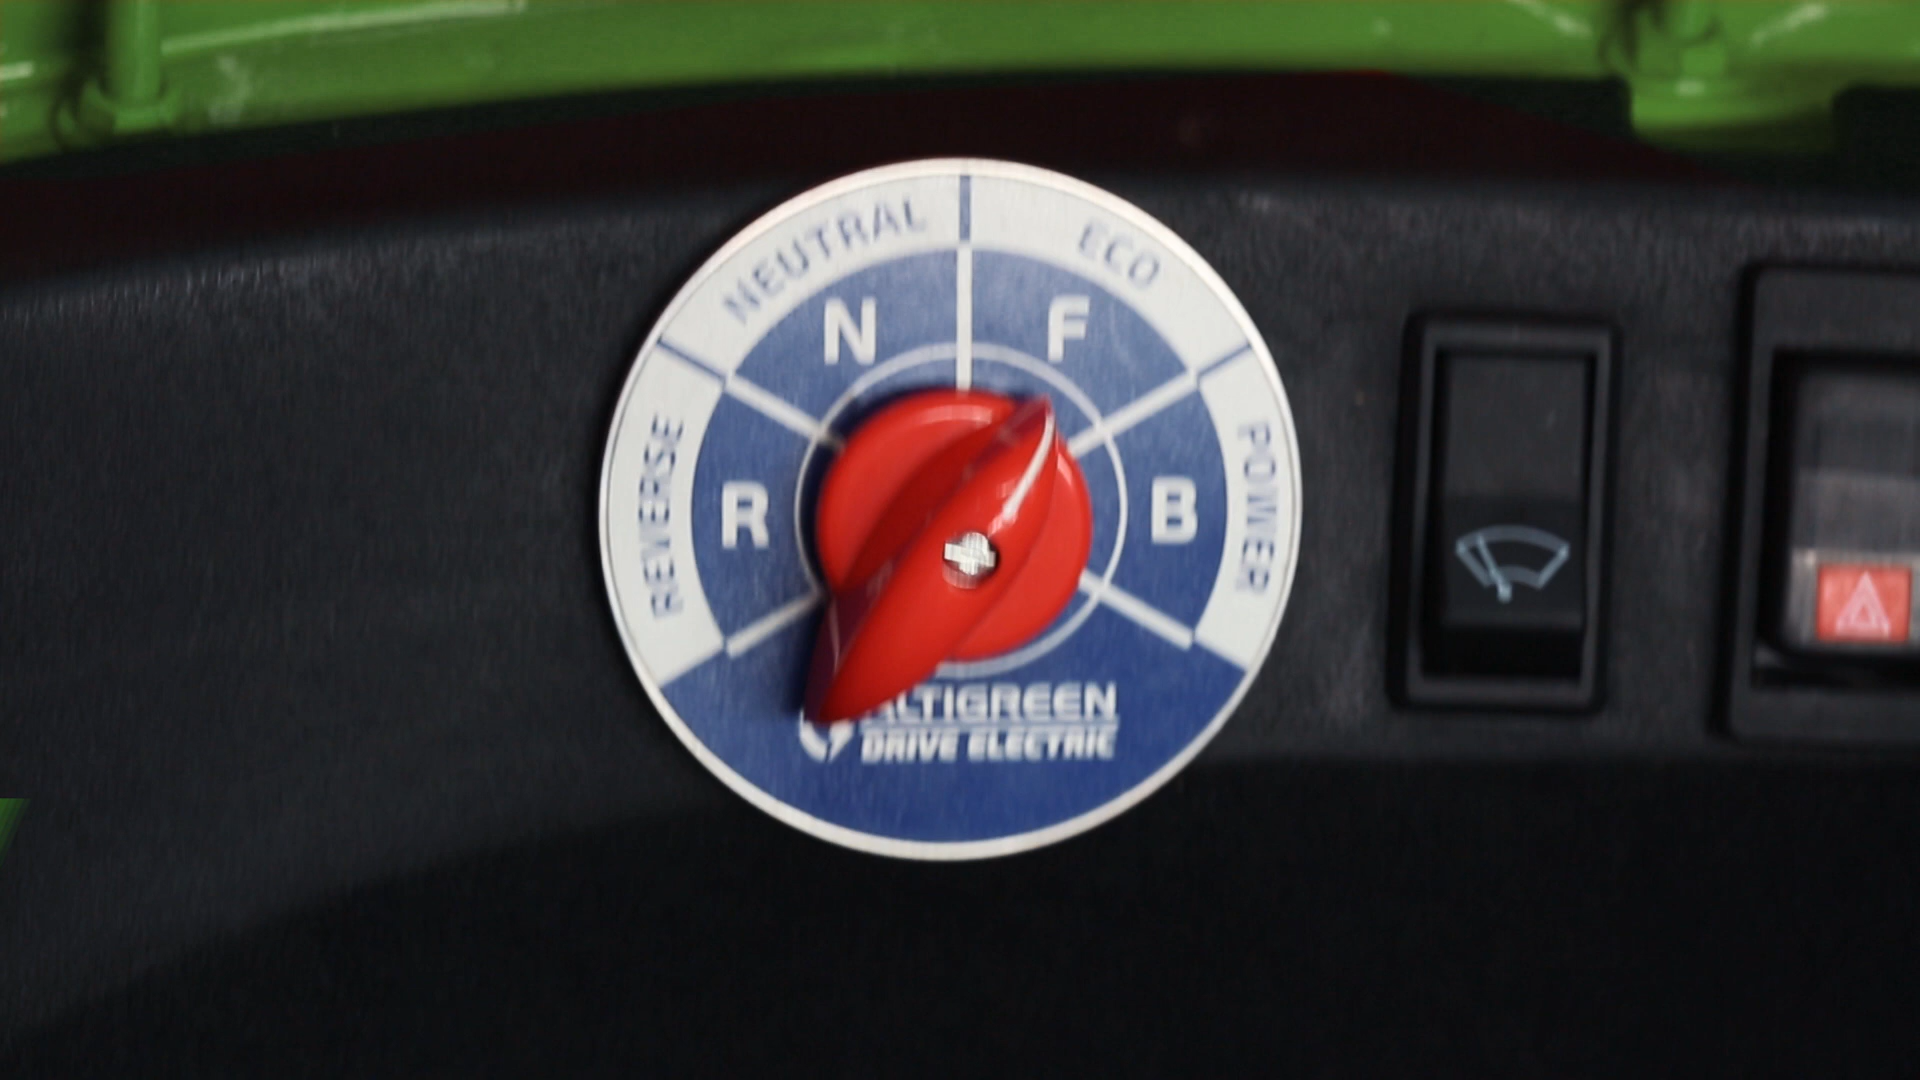 NEUTRAL
ECO
N
F
REVERSE
R
B
POWER
ALTIGREEN
DRIVE ELECTRIC